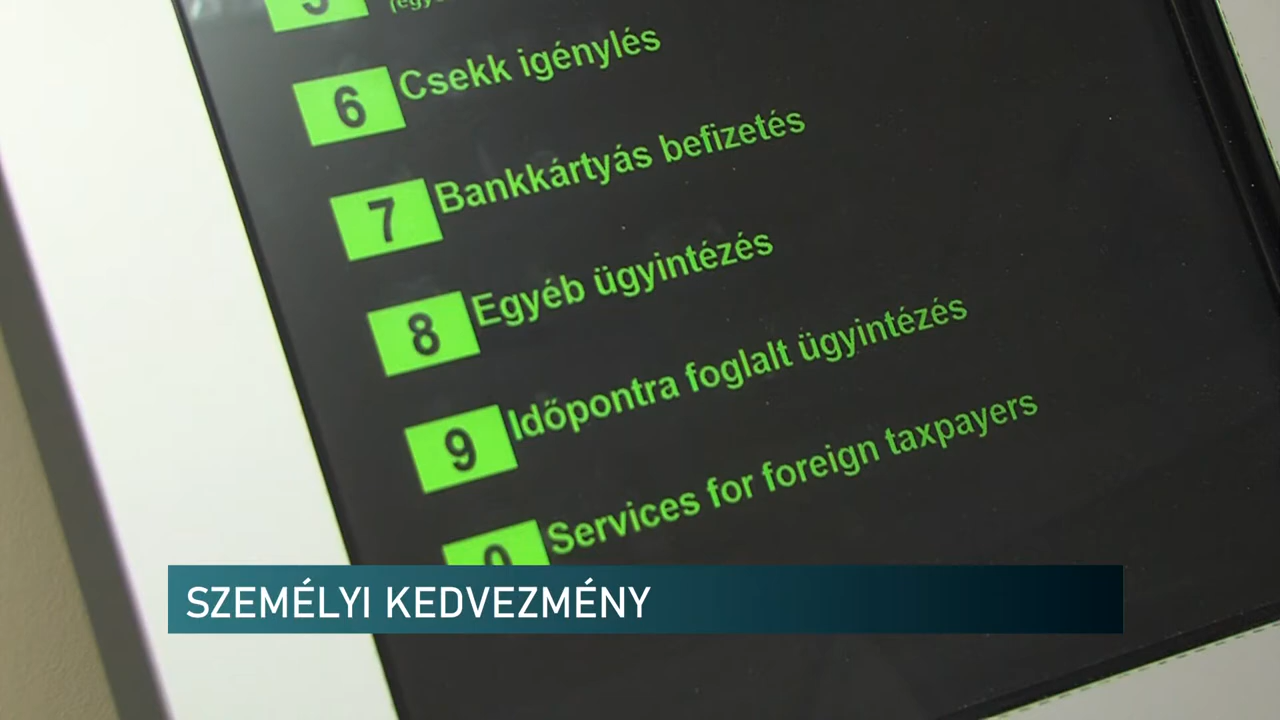 6 Csekk igénylés
7 Bankkártyás befizetés
8 Egyéb ügyintézés
9 Időpontra foglalt ügyintézés
Services for foreign taxpayers
SZEMÉLYI KEDVEZMÉNY